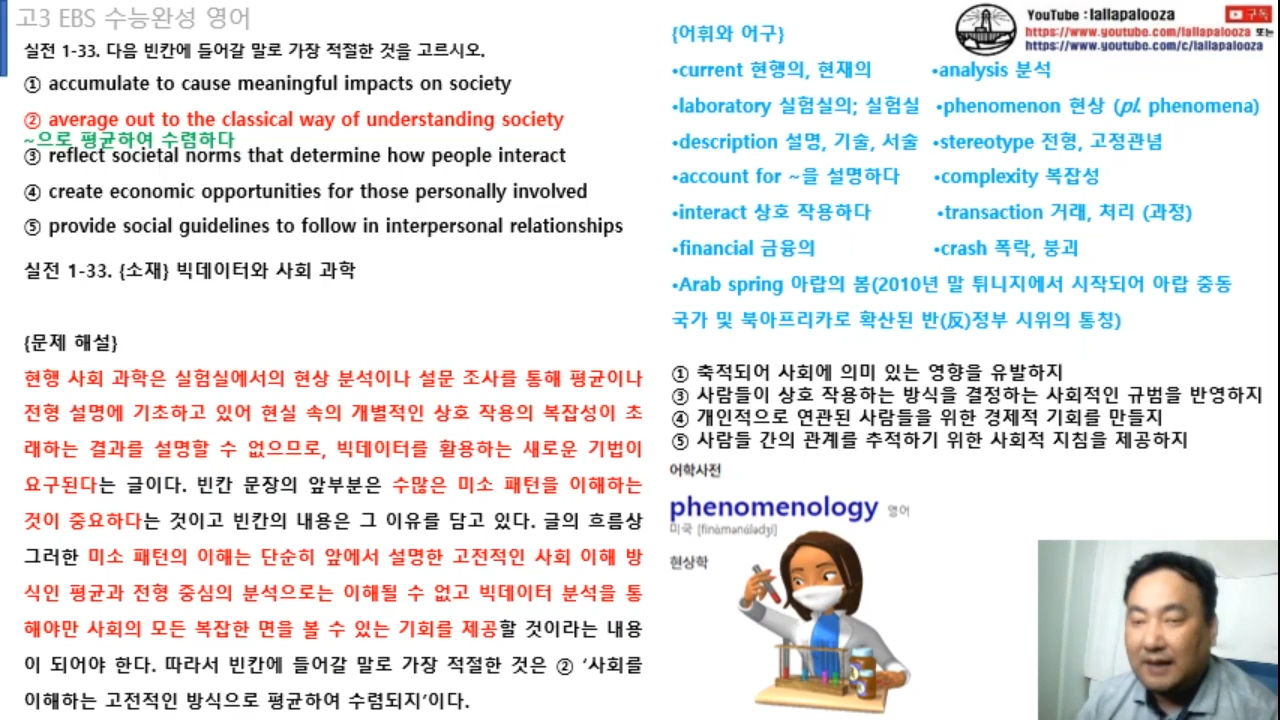 고3 EBS 수능완성 영어
실전 1-33. 다음 빈칸에 들어갈 말로 가장 적절한 것을 고르시오.
① accumulate to cause meaningful impacts on society
② average out to the classical way of understanding society
~으로 평균하여 수렴하다
③ reflect societal norms that determine how people interact
④ create economic opportunities for those personally involved
⑤ provide social guidelines to follow in interpersonal relationships
실전 1-33. {소재} 빅데이터와 사회 과학
{문제 해설}
현행 사회 과학은 실험실에서의 현상 분석이나 설문 조사를 통해 평균이나
전형 설명에 기초하고 있어 현실 속의 개별적인 상호 작용의 복잡성이 초
래하는 결과를 설명할 수 없으므로, 빅데이터를 활용하는 새로운 기법이
요구된다는 글이다. 빈칸 문장의 앞부분은 수많은 미소 패턴을 이해하는
것이 중요하다는 것이고 빈칸의 내용은 그 이유를 담고 있다. 글의 흐름상
그러한 미소 패턴의 이해는 단순히 앞에서 설명한 고전적인 사회 이해 방
식인 평균과 전형 중심의 분석으로는 이해될 수 없고 빅데이터 분석을 통
해야만 사회의 모든 복잡한 면을 볼 수 있는 기회를 제공할 것이라는 내용
이 되어야 한다. 따라서 빈칸에 들어갈 말로 가장 적절한 것은 ② ‘사회를
이해하는 고전적인 방식으로 평균하여 수렴되지’이다.
YouTube : lallapalooza
구독
https://www.youtube.com/lallapalooza 또는
https://www.youtube.com/c/lallapalooza
{어휘와 어구}
•current 현행의, 현재의 •analysis 분석
•laboratory 실험실의; 실험실 •phenomenon 현상 (pl. phenomena)
•description 설명, 기술, 서술 •stereotype 전형, 고정관념
•account for ~을 설명하다 •complexity 복잡성
•interact 상호 작용하다 •transaction 거래, 처리 (과정)
•financial 금융의 •crash 폭락, 붕괴
•Arab spring 아랍의 봄(2010년 말 튀니지에서 시작되어 아랍 중동
국가 및 북아프리카로 확산된 반(反)정부 시위의 통칭)
① 축적되어 사회에 의미 있는 영향을 유발하지
③ 사람들이 상호 작용하는 방식을 결정하는 사회적인 규범을 반영하지
④ 개인적으로 연관된 사람들을 위한 경제적 기회를 만들지
⑤ 사람들 간의 관계를 추적하기 위한 사회적 지침을 제공하지
어학사전
phenomenology 영어
미국 [finàmənálədʒi]
현상학